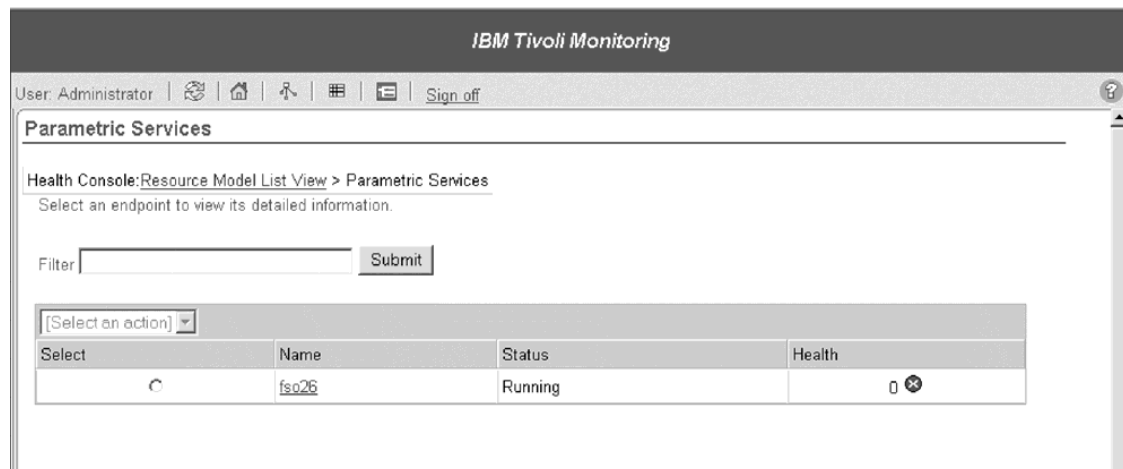 IBM Tivoli Monitoring
User: Administrator | | | | | | Sign off ?
Parametric Services
Health Console:Resource Model List View > Parametric Services
Select an endpoint to view its detailed information.
Filter Submit
[Select an action]
Select Name Status Health
fso26 Running 0